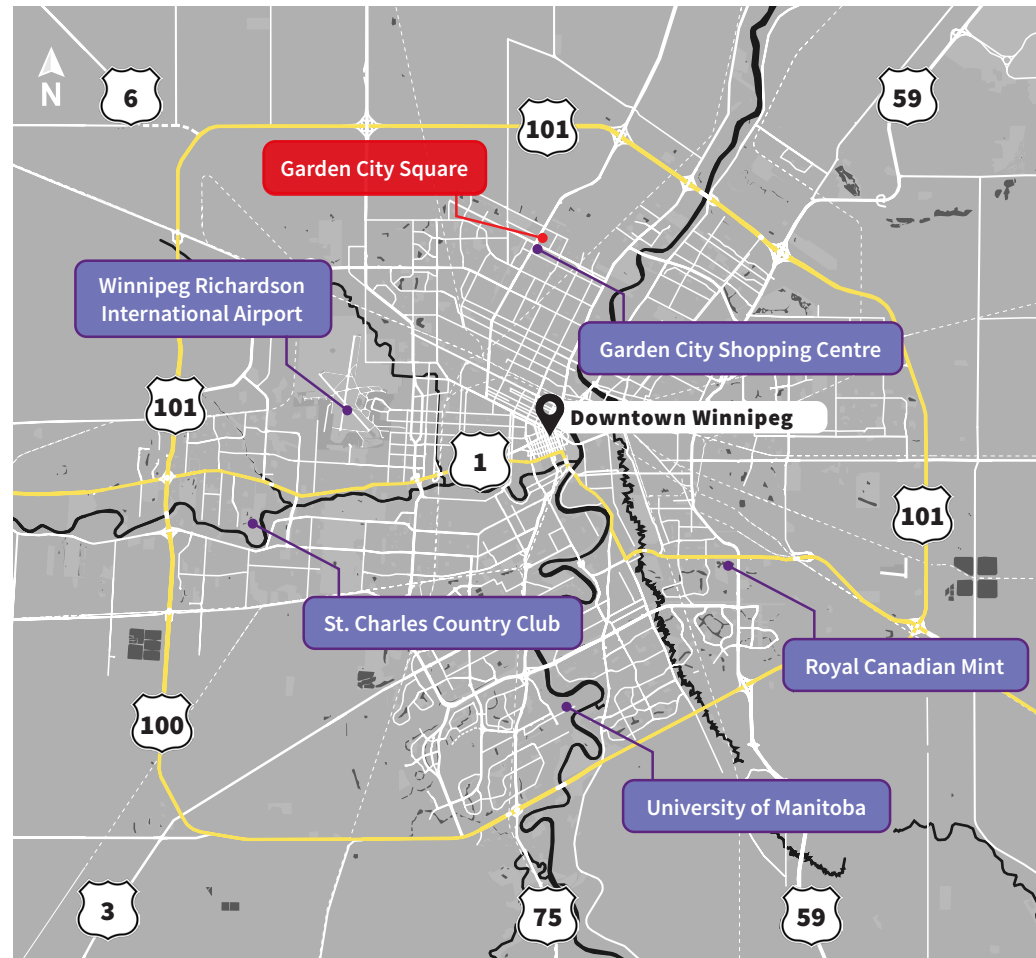 N
6
59
101
Garden City Square
Winnipeg Richardson
International Airport
Garden City Shopping Centre
101
Downtown Winnipeg
1
101
St. Charles Country Club
Royal Canadian Mint
100
University of Manitoba
3
75
59